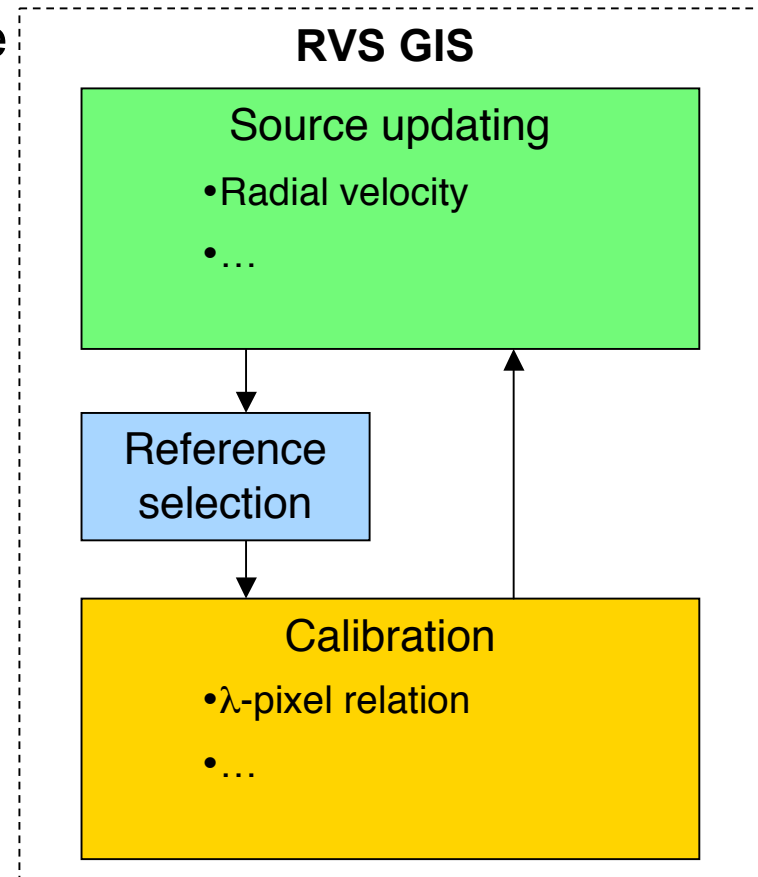 e
RVS GIS
Source updating
•Radial velocity
•…
Reference
selection
Calibration
•λ-pixel relation
•…